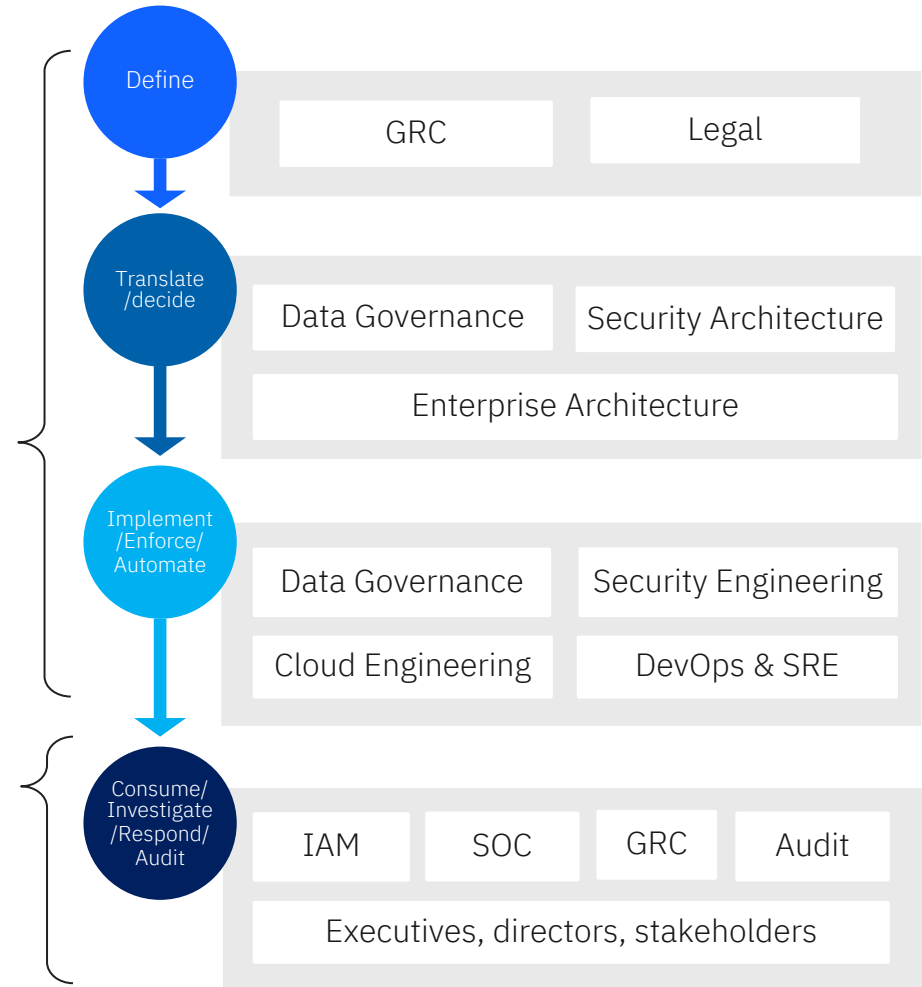 Define
GRC
Legal
Translate
/decide
Data Governance
Security Architecture
Enterprise Architecture
Implement
/Enforce/
Automate
Data Governance
Security Engineering
Cloud Engineering
DevOps & SRE
Consume/
Investigate
/Respond/
Audit
IAM
SOC
GRC
Audit
Executives, directors, stakeholders